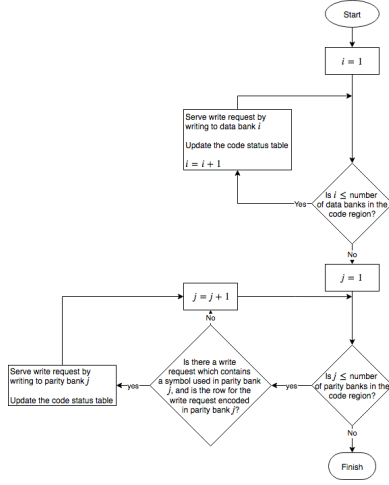 Start
i = 1
Serve write request by
writing to data bank i
Update the code status table
i = i + 1
Yes
Is i ≤ number
of data banks in the
code region?
No
j = 1
j = j + 1
No
Is there a write
request which contains
a symbol used in parity bank
j, and is the row for the
write request encoded
in parity bank j?
Serve write request by
writing to parity bank j
Update the code status table
yes
yes
Is j ≤ number
of parity banks in the
code region?
No
Finish